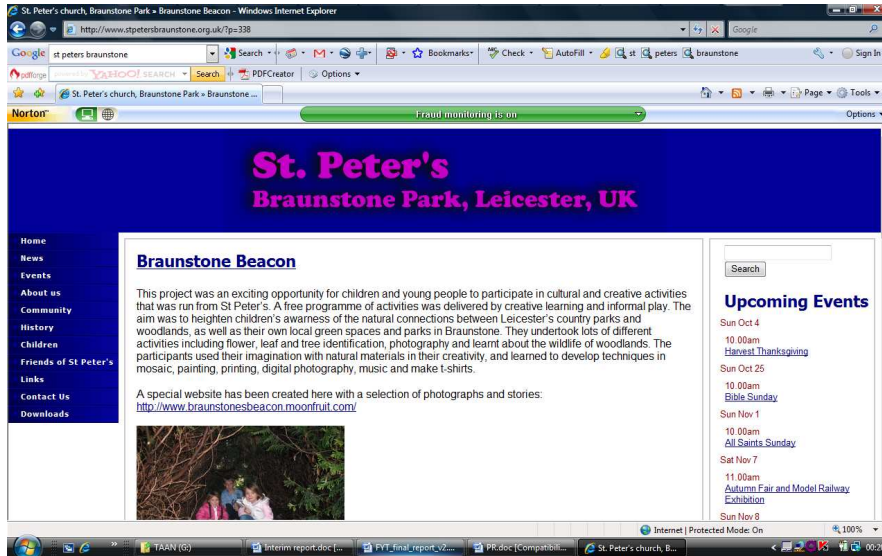 St. Peter's church, Braunstone Park » Braunstone Beacon - Windows Internet Explorer
http://www.stpetersbraunstone.org.uk/?p=338
Google
Google st peters braunstone Search Bookmarks Check AutoFill st peters braunstone Sign In
pdfforge YAHOO! SEARCH Search PDFCreator Options
St. Peter's church, Braunstone Park » Braunstone ... Page Tools
Norton Fraud monitoring is on Options
St. Peter's
Braunstone Park, Leicester, UK
Home
News
Events
About us
Community
History
Children
Friends of St Peter's
Links
Contact Us
Downloads
Braunstone Beacon
This project was an exciting opportunity for children and young people to participate in cultural and creative activities
that was run from St Peter's. A free programme of activities was delivered by creative learning and informal play. The
aim was to heighten children's awarness of the natural connections between Leicester's country parks and
woodlands, as well as their own local green spaces and parks in Braunstone. They undertook lots of different
activities including flower, leaf and tree identification, photography and learnt about the wildlife of woodlands. The
participants used their imagination with natural materials in their creativity, and learned to develop techniques in
mosaic, painting, printing, digital photography, music and make t-shirts.
A special website has been created here with a selection of photographs and stories:
http://www.braunstonesbeacon.moonfruit.com/
Search
Upcoming Events
Sun Oct 4
10.00am
Harvest Thanksgiving
Sun Oct 25
10.00am
Bible Sunday
Sun Nov 1
10.00am
All Saints Sunday
Sat Nov 7
11.00am
Autumn Fair and Model Railway
Exhibition
Sun Nov 8
Internet | Protected Mode: On 100%
TAAN (G:) Interim report.doc [... FYT_final_report_v2.... PR.doc [Compatibili... St. Peter's church, B...